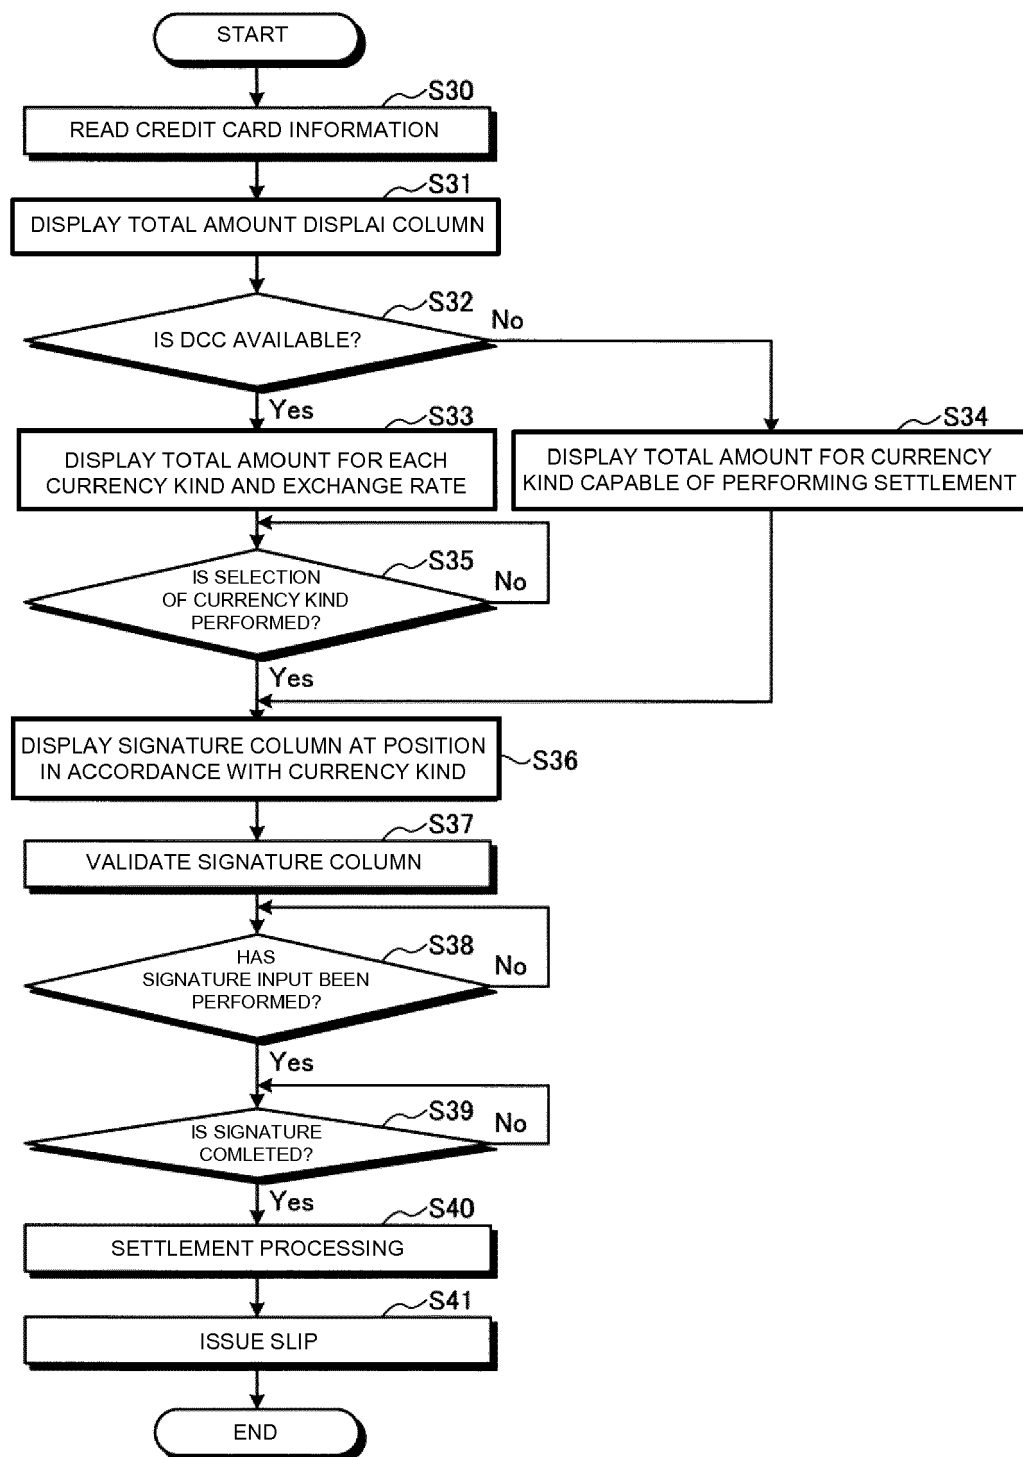 START
S30
READ CREDIT CARD INFORMATION
S31
DISPLAY TOTAL AMOUNT DISPLAI COLUMN
S32
IS DCC AVAILABLE?
No
Yes
S33
DISPLAY TOTAL AMOUNT FOR EACH
CURRENCY KIND AND EXCHANGE RATE
S34
DISPLAY TOTAL AMOUNT FOR CURRENCY
KIND CAPABLE OF PERFORMING SETTLEMENT
S35
IS SELECTION
OF CURRENCY KIND
PERFORMED?
No
Yes
DISPLAY SIGNATURE COLUMN AT POSITION
IN ACCORDANCE WITH CURRENCY KIND
S36
S37
VALIDATE SIGNATURE COLUMN
S38
HAS
SIGNATURE INPUT BEEN
PERFORMED?
No
Yes
S39
IS SIGNATURE
COMLETED?
No
Yes
S40
SETTLEMENT PROCESSING
S41
ISSUE SLIP
END